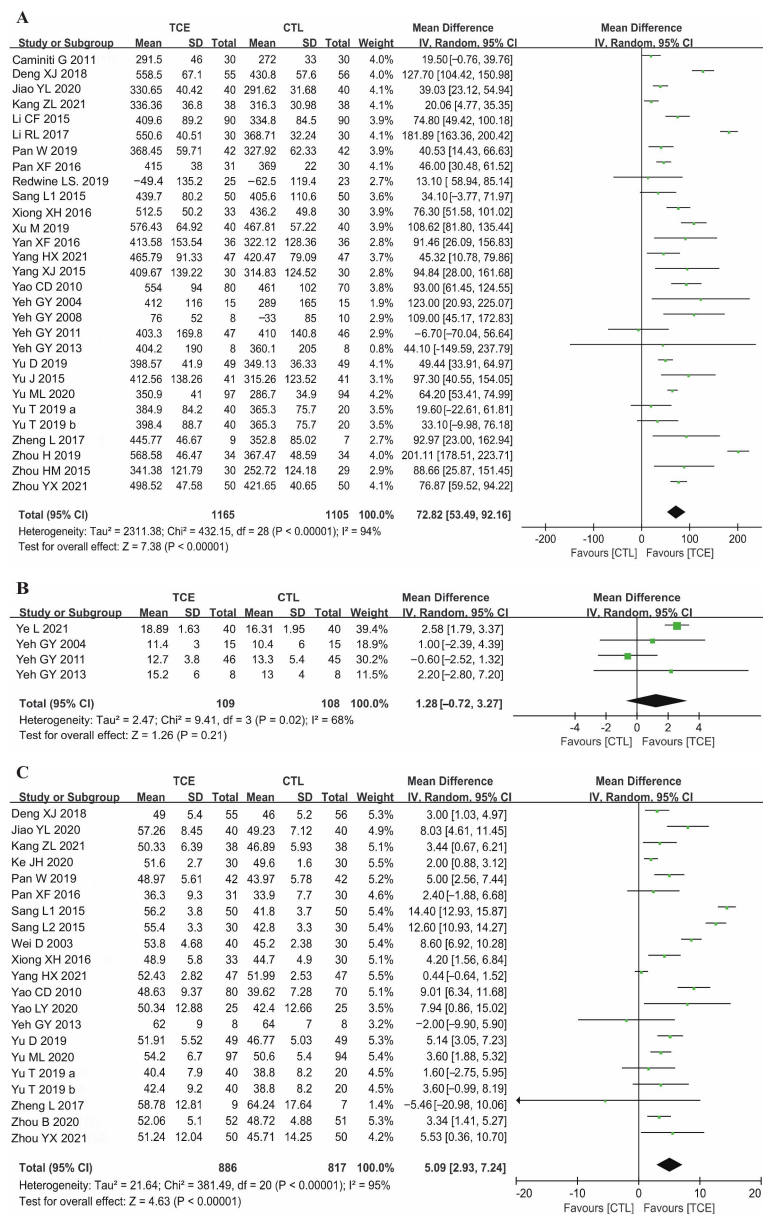 A
TCE CTL Mean Difference Mean Difference
Study or Subgroup Mean SD Total Mean SD Total Weight IV, Random, 95% CI IV, Random, 95% CI
Caminiti G 2011 291.5 46 30 272 33 30 4.0% 19.50 [−0.76, 39.76]
Deng XJ 2018 558.5 67.1 55 430.8 57.6 56 3.9% 127.70 [104.42, 150.98]
Jiao YL 2020 330.65 40.42 40 291.62 31.68 40 4.1% 39.03 [23.12, 54.94]
Kang ZL 2021 336.36 36.8 38 316.3 30.98 38 4.1% 20.06 [4.77, 35.35]
Li CF 2015 409.6 89.2 90 334.8 84.5 90 3.9% 74.80 [49.42, 100.18]
Li RL 2017 550.6 40.51 30 368.71 32.24 30 4.0% 181.89 [163.36, 200.42]
Pan W 2019 368.45 59.71 42 327.92 62.33 42 3.9% 40.53 [14.43, 66.63]
Pan XF 2016 415 38 31 369 22 30 4.1% 46.00 [30.48, 61.52]
Redwine LS. 2019 −49.4 135.2 25 −62.5 119.4 23 2.7% 13.10 [ 58.94, 85.14]
Sang L1 2015 439.7 80.2 50 405.6 110.6 50 3.7% 34.10 [−3.77, 71.97]
Xiong XH 2016 512.5 50.2 33 436.2 49.8 30 3.9% 76.30 [51.58, 101.02]
Xu M 2019 576.43 64.92 40 467.81 57.22 40 3.9% 108.62 [81.80, 135.44]
Yan XF 2016 413.58 153.54 36 322.12 128.36 36 2.9% 91.46 [26.09, 156.83]
Yang HX 2021 465.79 91.33 47 420.47 79.09 47 3.7% 45.32 [10.78, 79.86]
Yang XJ 2015 409.67 139.22 30 314.83 124.52 30 2.8% 94.84 [28.00, 161.68]
Yao CD 2010 554 94 80 461 102 70 3.8% 93.00 [61.45, 124.55]
Yeh GY 2004 412 116 15 289 165 15 1.9% 123.00 [20.93, 225.07]
Yeh GY 2008 76 52 8 −33 85 10 2.9% 109.00 [45.17, 172.83]
Yeh GY 2011 403.3 169.8 47 410 140.8 46 2.9% −6.70 [−70.04, 56.64]
Yeh GY 2013 404.2 190 8 360.1 205 8 0.8% 44.10 [-149.59, 237.79]
Yu D 2019 398.57 41.9 49 349.13 36.33 49 4.1% 49.44 [33.91, 64.97]
Yu J 2015 412.56 138.26 41 315.26 123.52 41 3.1% 97.30 [40.55, 154.05]
Yu ML 2020 350.9 41 97 286.7 34.9 94 4.1% 64.20 [53.41, 74.99]
Yu T 2019 a 384.9 84.2 40 365.3 75.7 20 3.5% 19.60 [−22.61, 61.81]
Yu T 2019 b 398.4 88.7 40 365.3 75.7 20 3.5% 33.10 [−9.98, 76.18]
Zheng L 2017 445.77 46.67 9 352.8 85.02 7 2.7% 92.97 [23.00, 162.94]
Zhou H 2019 568.58 46.47 34 367.47 48.59 34 4.0% 201.11 [178.51, 223.71]
Zhou HM 2015 341.38 121.79 30 252.72 124.18 29 2.9% 88.66 [25.87, 151.45]
Zhou YX 2021 498.52 47.58 50 421.65 40.65 50 4.1% 76.87 [59.52, 94.22]
Total (95% CI) 1165 1105 100.0% 72.82 [53.49, 92.16]
Heterogeneity: Tau² = 2311.38; Chi² = 432.15, df = 28 (P < 0.00001); I² = 94%
Test for overall effect: Z = 7.38 (P < 0.00001)
-200 -100 0 100 200
Favours [CTL] Favours [TCE]
B
TCE CTL Mean Difference Mean Difference
Study or Subgroup Mean SD Total Mean SD Total Weight IV, Random, 95% CI IV, Random, 95% CI
Ye L 2021 18.89 1.63 40 16.31 1.95 40 39.4% 2.58 [1.79, 3.37]
Yeh GY 2004 11.4 3 15 10.4 6 15 18.9% 1.00 [-2.39, 4.39]
Yeh GY 2011 12.7 3.8 46 13.3 5.4 45 30.2% −0.60 [−2.52, 1.32]
Yeh GY 2013 15.2 6 8 13 4 8 11.5% 2.20 [−2.80, 7.20]
Total (95% CI) 109 108 100.0% 1.28 [−0.72, 3.27]
Heterogeneity: Tau² = 2.47; Chi² = 9.41, df = 3 (P = 0.02); I² = 68%
Test for overall effect: Z = 1.26 (P = 0.21)
−4 −2 0 2 4
Favours [CTL] Favours [TCE]
C
TCE CTL Mean Difference Mean Difference
Study or Subgroup Mean SD Total Mean SD Total Weight IV, Random, 95% CI IV, Random, 95% CI
Deng XJ 2018 49 5.4 55 46 5.2 56 5.3% 3.00 [1.03, 4.97]
Jiao YL 2020 57.26 8.45 40 49.23 7.12 40 4.9% 8.03 [4.61, 11.45]
Kang ZL 2021 50.33 6.39 38 46.89 5.93 38 5.1% 3.44 [0.67, 6.21]
Ke JH 2020 51.6 2.7 30 49.6 1.6 30 5.4% 2.00 [0.88, 3.12]
Pan W 2019 48.97 5.61 42 43.97 5.78 42 5.2% 5.00 [2.56, 7.44]
Pan XF 2016 36.3 9.3 31 33.9 7.7 30 4.6% 2.40 [−1.88, 6.68]
Sang L1 2015 56.2 3.8 50 41.8 3.7 50 5.4% 14.40 [12.93, 15.87]
Sang L2 2015 55.4 3.3 30 42.8 3.3 30 5.4% 12.60 [10.93, 14.27]
Wei D 2003 53.8 4.68 40 45.2 2.38 30 5.4% 8.60 [6.92, 10.28]
Xiong XH 2016 48.9 5.8 33 44.7 4.9 30 5.1% 4.20 [1.56, 6.84]
Yang HX 2021 52.43 2.82 47 51.99 2.53 47 5.4% 0.44 [−0.64, 1.52]
Yao CD 2010 48.63 9.37 80 39.62 7.28 70 5.1% 9.01 [6.34, 11.68]
Yao LY 2020 50.34 12.88 25 42.4 12.66 25 3.5% 7.94 [0.86, 15.02]
Yeh GY 2013 62 9 8 64 7 8 3.2% −2.00 [−9.90, 5.90]
Yu D 2019 51.91 5.52 49 46.77 5.03 49 5.3% 5.14 [3.05, 7.23]
Yu ML 2020 54.2 6.7 97 50.6 5.4 94 5.4% 3.60 [1.88, 5.32]
Yu T 2019 a 40.4 7.9 40 38.8 8.2 20 4.6% 1.60 [−2.75, 5.95]
Yu T 2019 b 42.4 9.2 40 38.8 8.2 20 4.5% 3.60 [−0.99, 8.19]
Zheng L 2017 58.78 12.81 9 64.24 17.64 7 1.4% −5.46 [−20.98, 10.06]
Zhou B 2020 52.06 5.1 52 48.72 4.88 51 5.3% 3.34 [1.41, 5.27]
Zhou YX 2021 51.24 12.04 50 45.71 14.25 50 4.3% 5.53 [0.36, 10.70]
Total (95% CI) 886 817 100.0% 5.09 [2.93, 7.24]
Heterogeneity: Tau² = 21.64; Chi² = 381.49, df = 20 (P < 0.00001); I² = 95%
Test for overall effect: Z = 4.63 (P < 0.00001)
−20 −10 0 10 20
Favours [CTL] Favours [TCE]